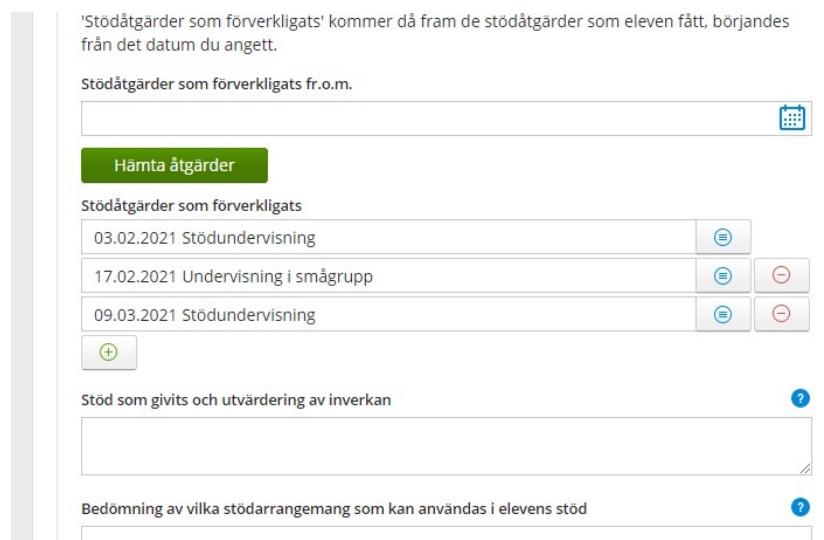 'Stödåtgärder som förverkligats' kommer då fram de stödåtgärder som eleven fått, börjandes
från det datum du angett.
Stödåtgärder som förverkligats fr.o.m.
Hämta åtgärder
Stödåtgärder som förverkligats
03.02.2021 Stödundervisning
17.02.2021 Undervisning i smågrupp
09.03.2021 Stödundervisning
Stöd som givits och utvärdering av inverkan
Bedömning av vilka stödarrangemang som kan användas i elevens stöd